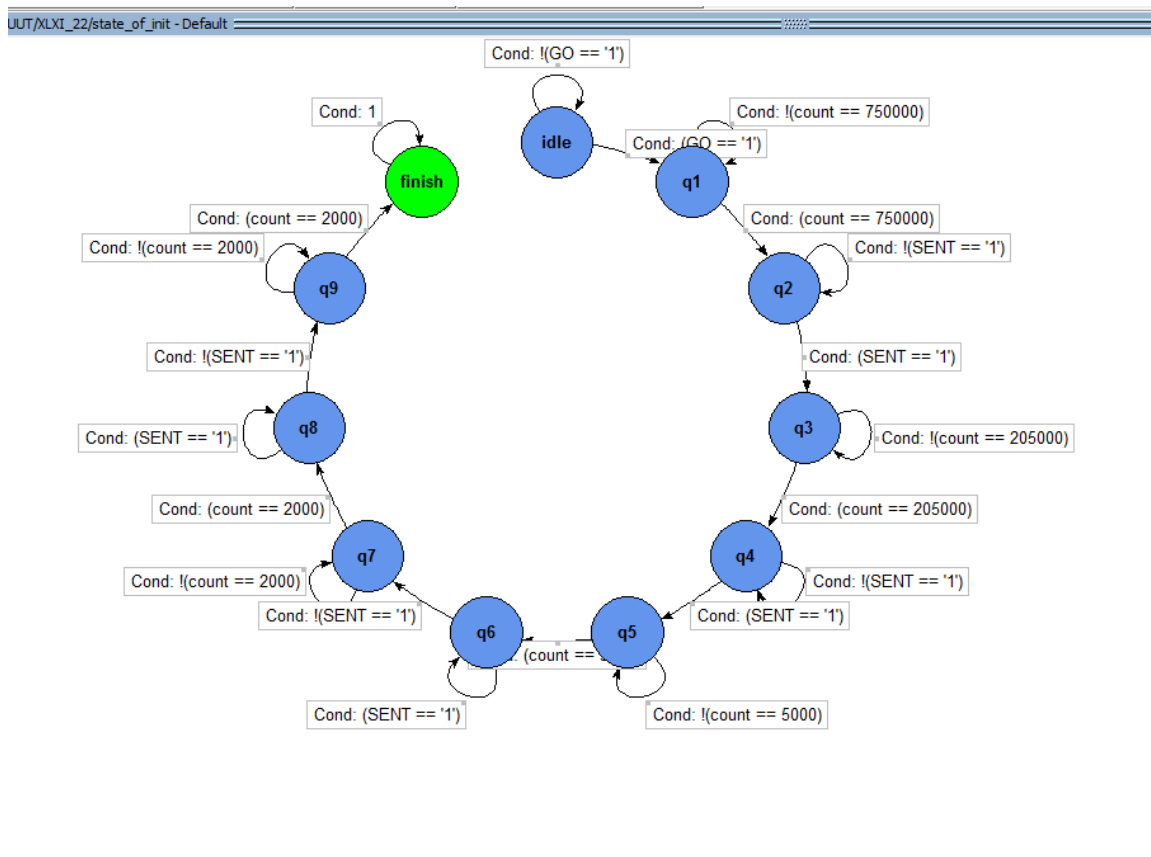 UUT/XLXI_22/state_of_init - Default
Cond: !(GO == '1')
Cond: 1
Cond: !(count == 750000)
idle
Cond: (GO == '1')
finish
q1
Cond: (count == 2000)
Cond: (count == 750000)
Cond: !(count == 2000)
Cond: !(SENT == '1')
q9
q2
Cond: !(SENT == '1')
Cond: (SENT == '1')
q8
q3
Cond: (SENT == '1')
Cond: !(count == 205000)
Cond: (count == 2000)
Cond: (count == 205000)
q7
q4
Cond: !(count == 2000)
Cond: !(SENT == '1')
Cond: !(SENT == '1')
Cond: (SENT == '1')
q6
q5
(count ==
Cond: (SENT == '1')
Cond: !(count == 5000)